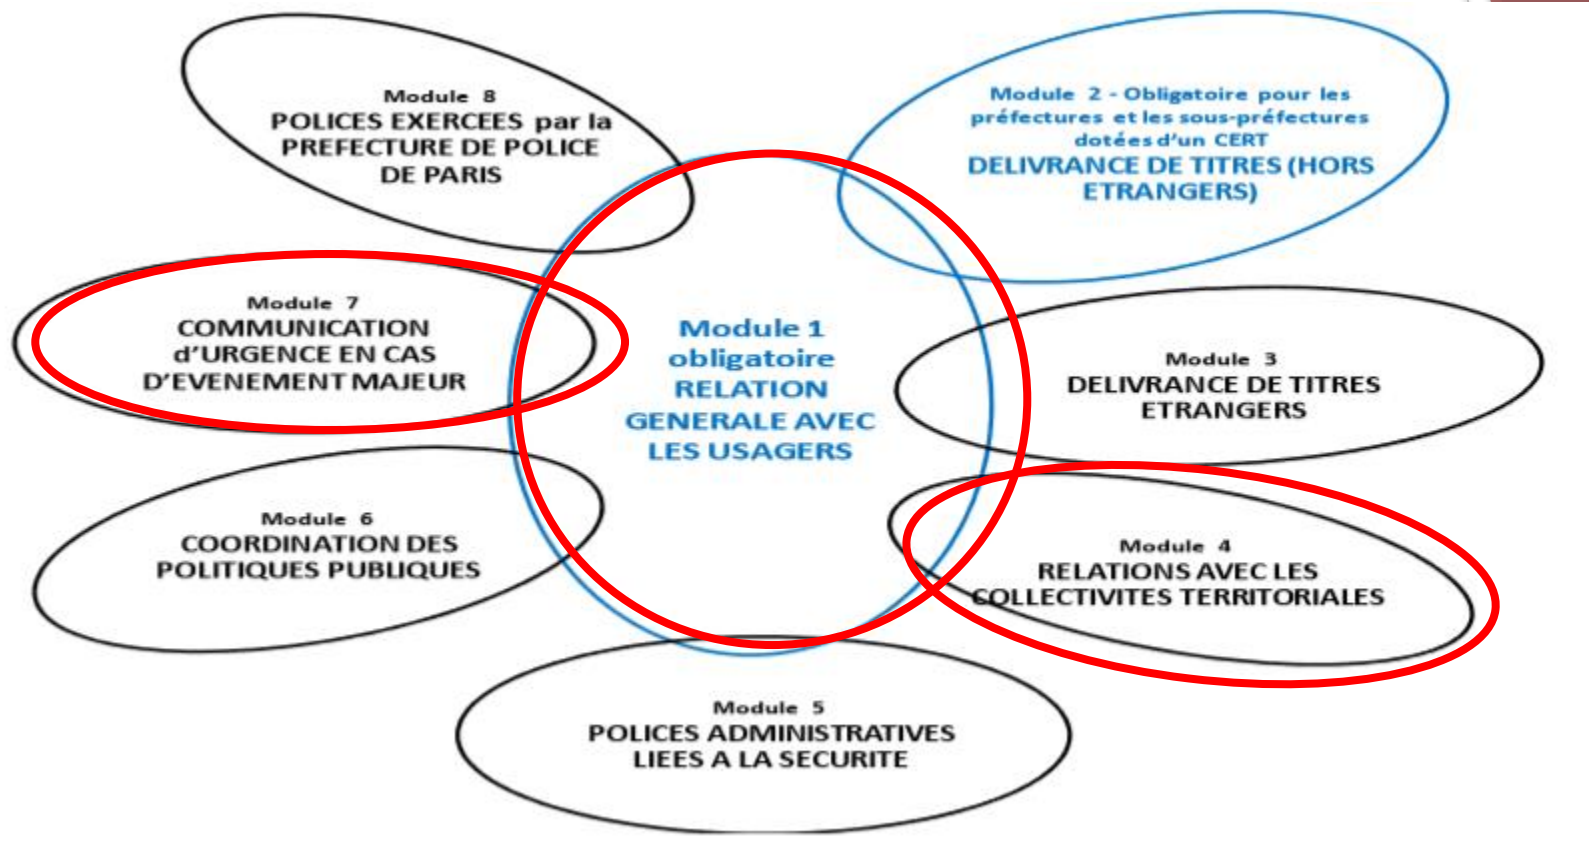 Module 8
POLICES EXERCEES par la
PREFECTURE DE POLICE
DE PARIS
Module 2 - Obligatoire pour les
préfectures et les sous-préfectures
dotées d'un CERT
DELIVRANCE DE TITRES (HORS
ETRANGERS)
Module 7
COMMUNICATION
d'URGENCE EN CAS
D'EVENEMENT MAJEUR
Module 1
obligatoire
RELATION
GENERALE AVEC
LES USAGERS
Module 3
DELIVRANCE DE TITRES
ETRANGERS
Module 6
COORDINATION DES
POLITIQUES PUBLIQUES
Module 4
RELATIONS AVEC LES
COLLECTIVITES TERRITORIALES
Module 5
POLICES ADMINISTRATIVES
LIEES A LA SECURITE